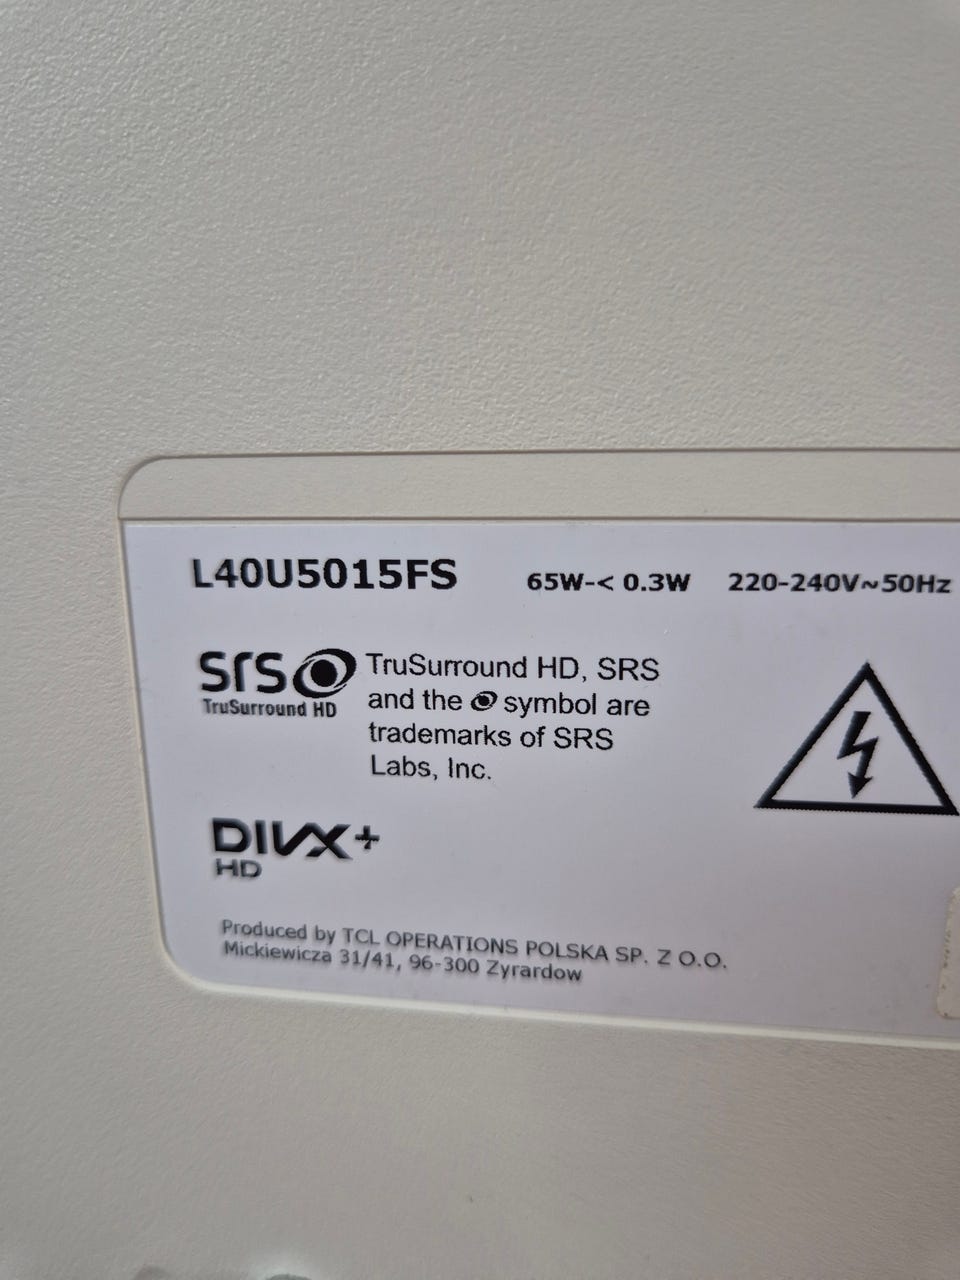 L40U5015FS 65W-< 0.3W 220-240V~50Hz
SRS
TruSurround HD
TruSurround HD, SRS
and the symbol are
trademarks of SRS
Labs, Inc.
DIVX+
HD
Produced by TCL OPERATIONS POLSKA SP. Z O.O.
Mickiewicza 31/41, 96-300 Zyrardow